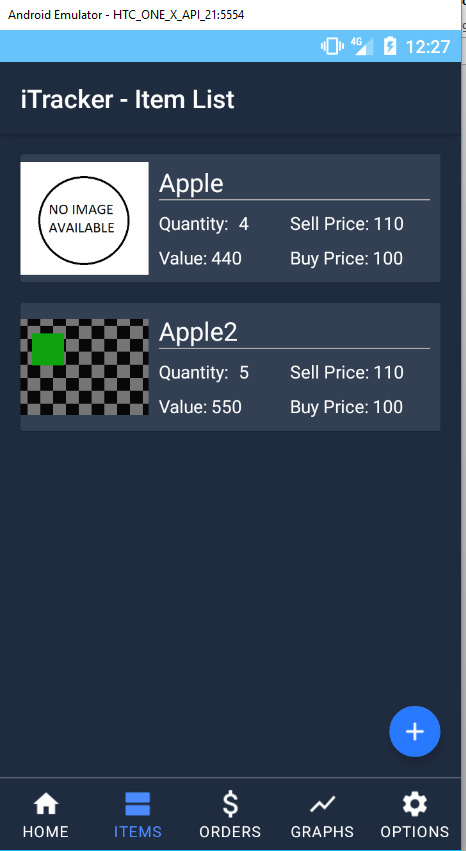 Android Emulator - HTC_ONE_X_API_21:5554
4G 12:27
iTracker - Item List
NO IMAGE
AVAILABLE
Apple
Quantity: 4 Sell Price: 110
Value: 440 Buy Price: 100
Apple2
Quantity: 5 Sell Price: 110
Value: 550 Buy Price: 100
HOME ITEMS ORDERS GRAPHS OPTIONS